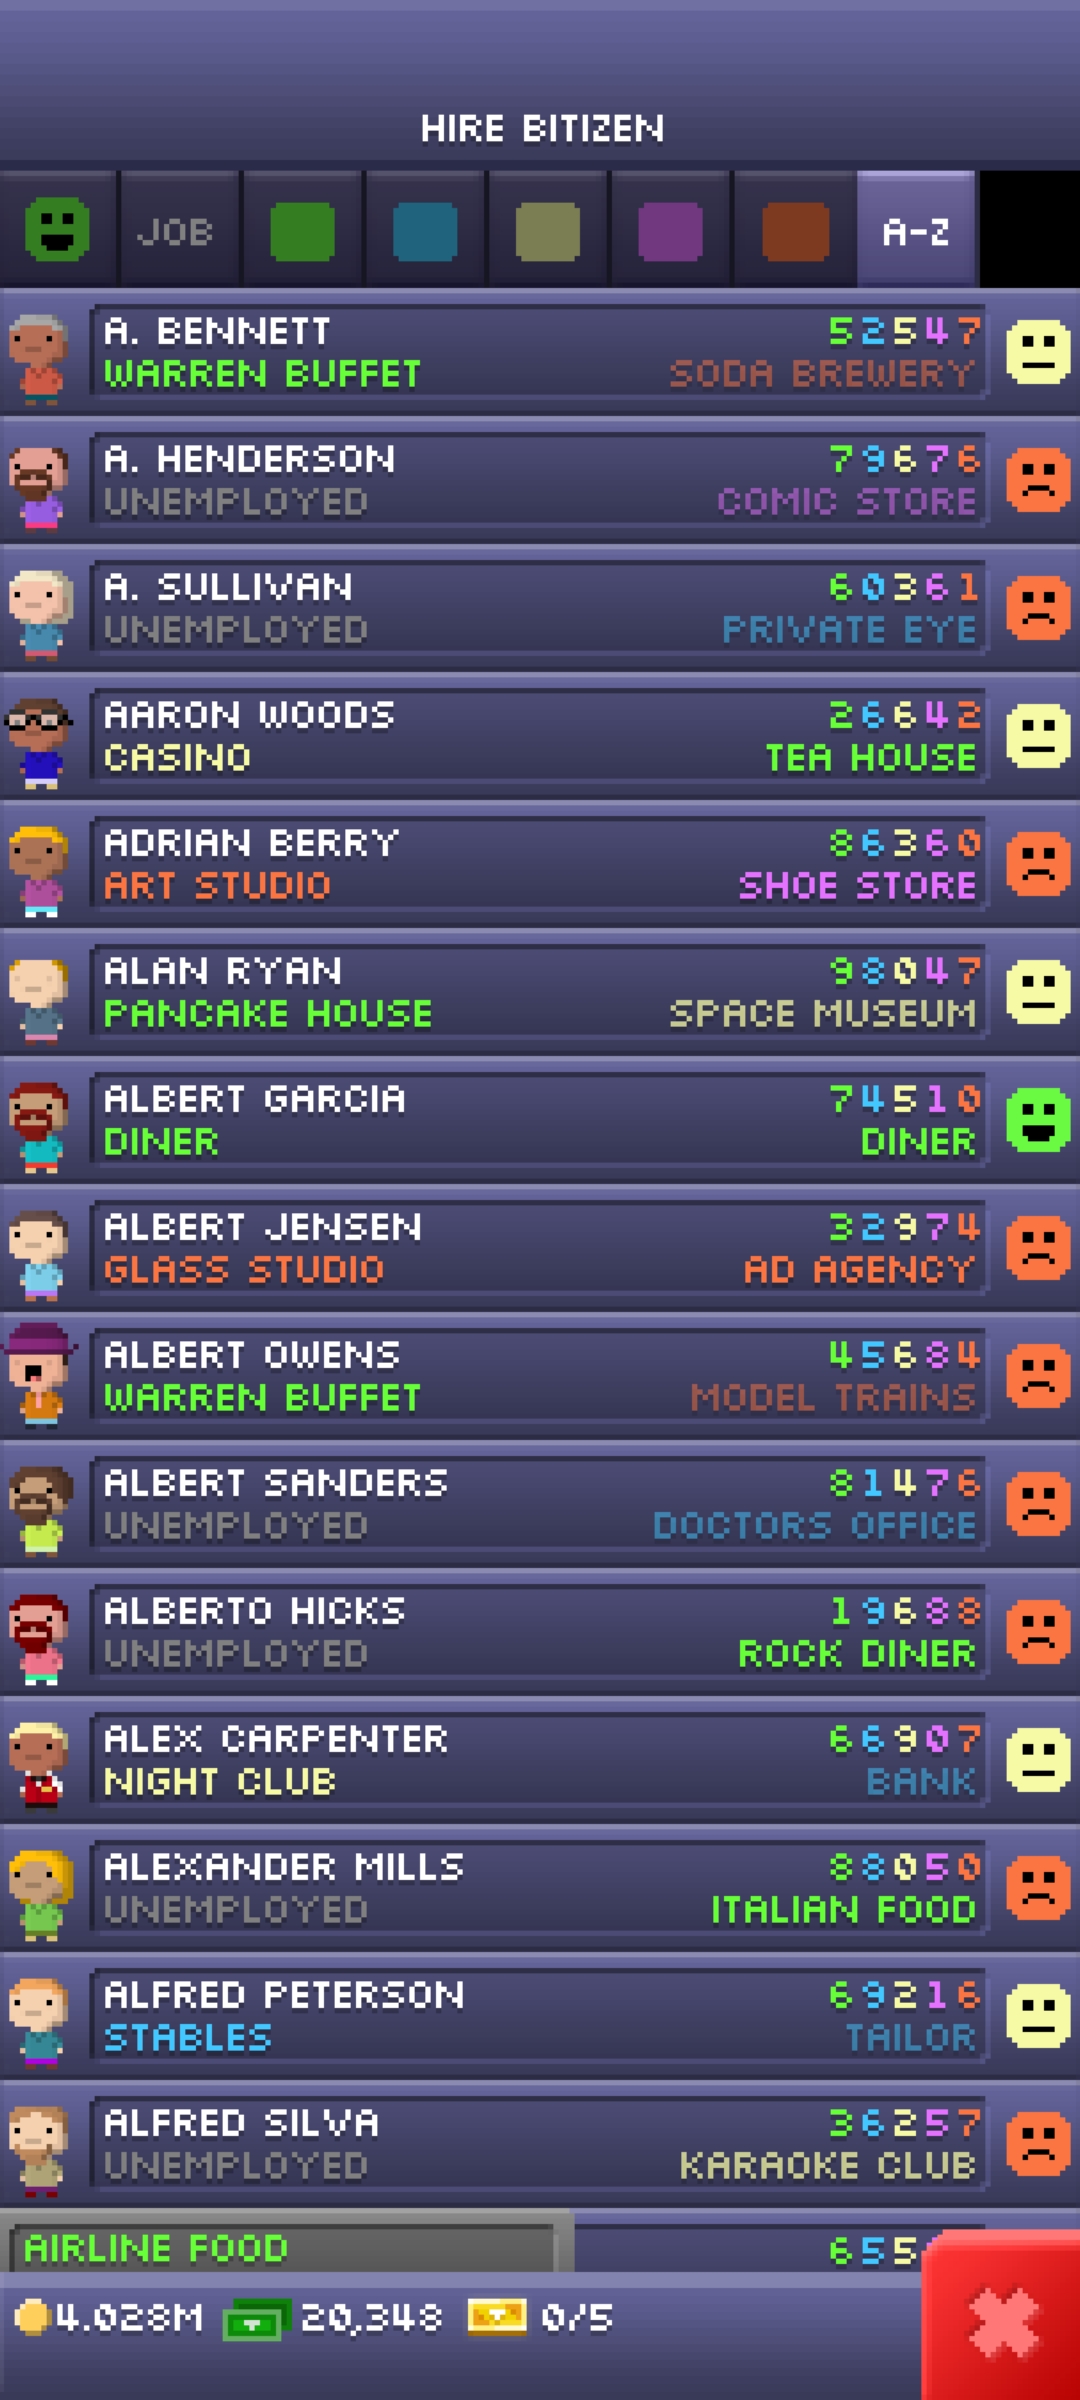 HIRE BITIZEN
JOB A-Z
A. BENNETT 52547
WARREN BUFFET SODA BREWERY
A. HENDERSON 79676
UNEMPLOYED COMIC STORE
A. SULLIVAN 60361
UNEMPLOYED PRIVATE EYE
AARON WOODS 26642
CASINO TEA HOUSE
ADRIAN BERRY 86360
ART STUDIO SHOE STORE
ALAN RYAN 98047
PANCAKE HOUSE SPACE MUSEUM
ALBERT GARCIA 74510
DINER DINER
ALBERT JENSEN 32974
GLASS STUDIO AD AGENCY
ALBERT OWENS 45684
WARREN BUFFET MODEL TRAINS
ALBERT SANDERS 81476
UNEMPLOYED DOCTORS OFFICE
ALBERTO HICKS 19688
UNEMPLOYED ROCK DINER
ALEX CARPENTER 66907
NIGHT CLUB BANK
ALEXANDER MILLS 88050
UNEMPLOYED ITALIAN FOOD
ALFRED PETERSON 69216
STABLES TAILOR
ALFRED SILVA 36257
UNEMPLOYED KARAOKE CLUB
AIRLINE FOOD 655
4.028M 20,348 0/5